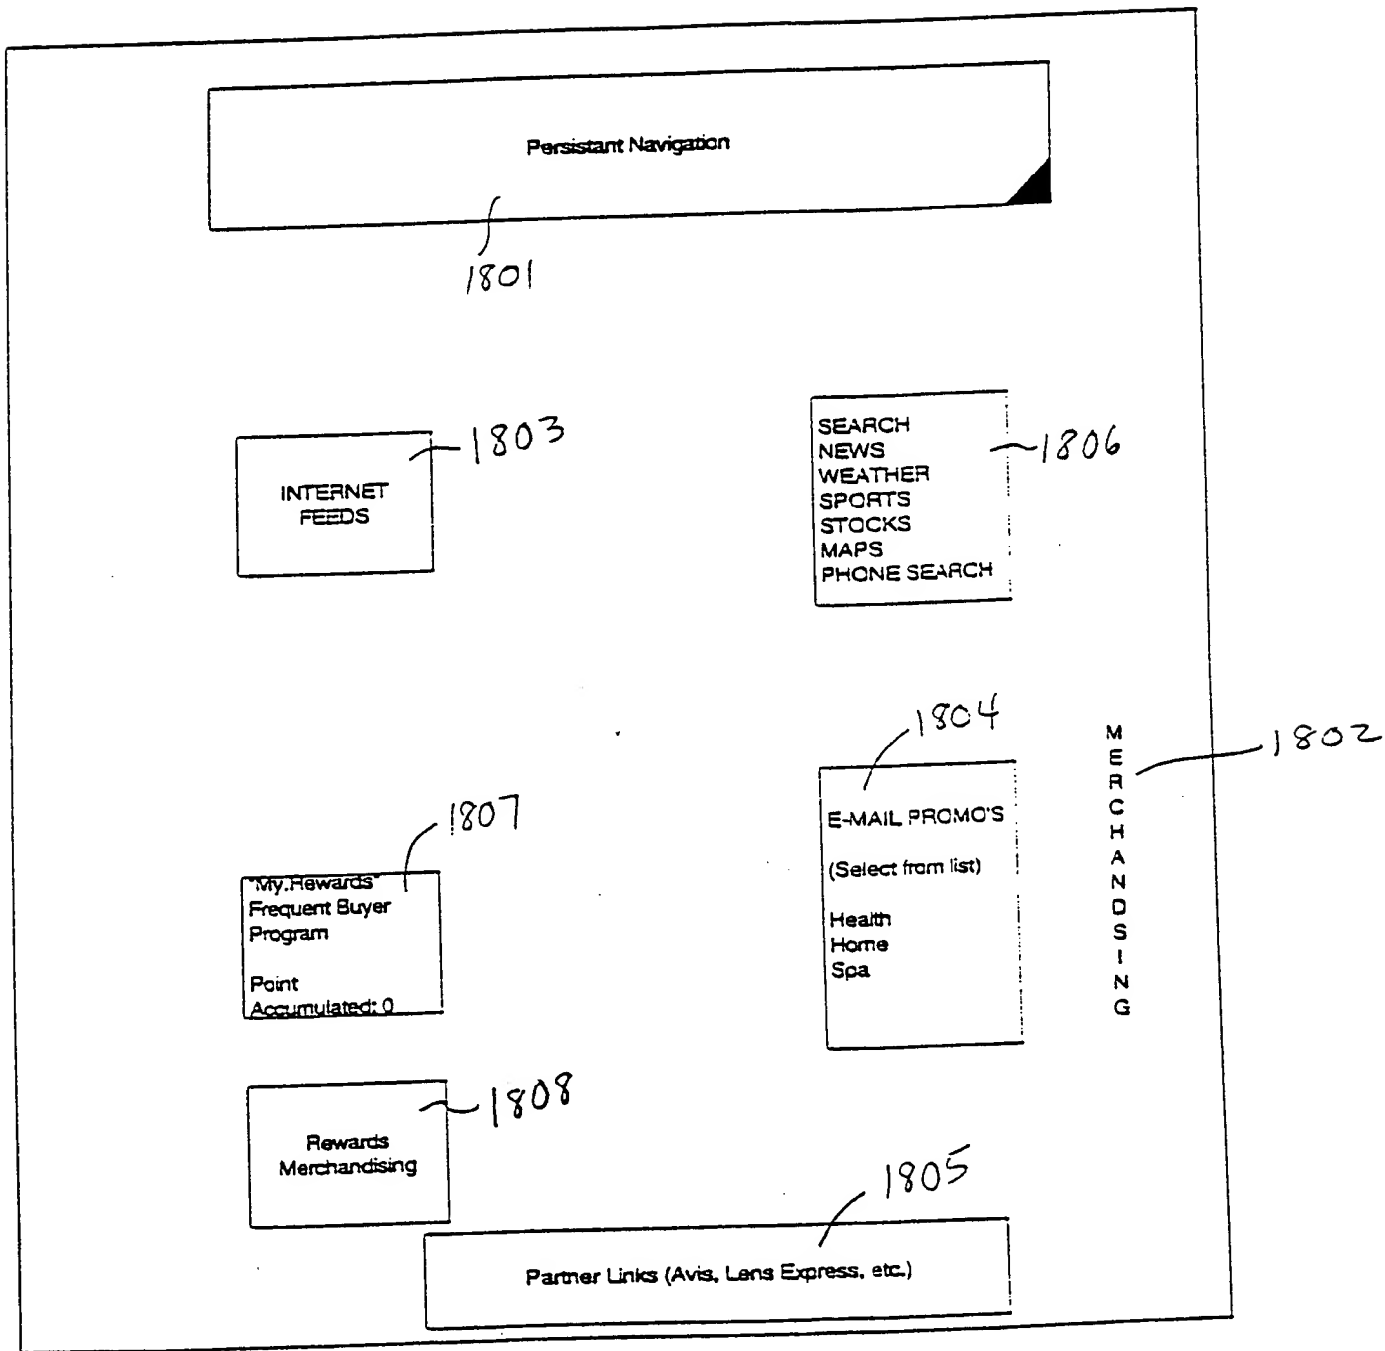 Persistant Navigation
1801
1803
INTERNET
FEEDS
SEARCH
NEWS
WEATHER
SPORTS
STOCKS
MAPS
PHONE SEARCH
1806
1804
E-MAIL PROMO'S
(Select from list)
Health
Home
Spa
MERCHANDSING
1802
1807
"My.Rewards"
Frequent Buyer
Program
Point
Accumulated: 0
1808
Rewards
Merchandising
1805
Partner Links (Avis, Lens Express, etc.)